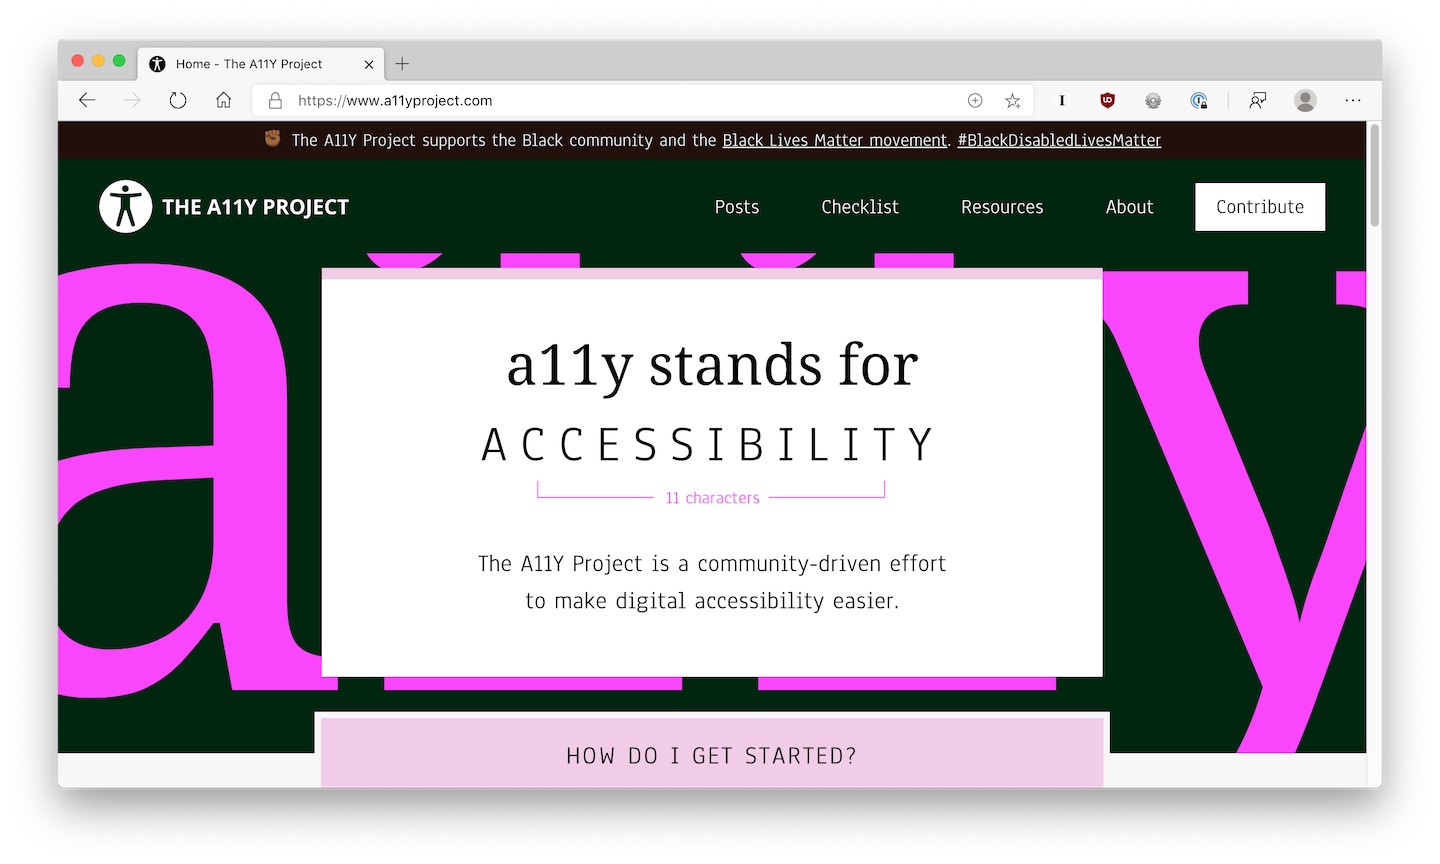 Home - The A11Y Project
https://www.a11yproject.com
The A11Y Project supports the Black community and the Black Lives Matter movement. #BlackDisabledLivesMatter
THE A11Y PROJECT
Posts
Checklist
Resources
About
Contribute
a11y
a11y stands for
ACCESSIBILITY
11 characters
The A11Y Project is a community-driven effort
to make digital accessibility easier.
HOW DO I GET STARTED?